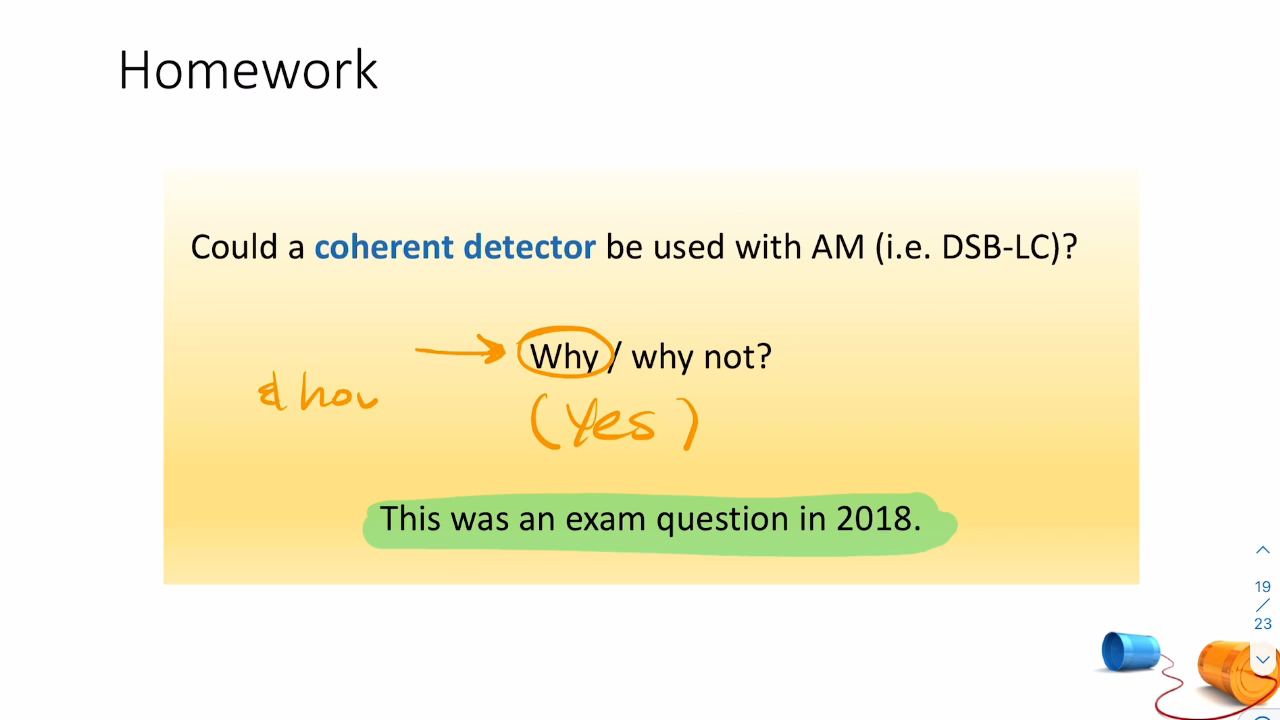 Homework
Could a coherent detector be used with AM (i.e. DSB-LC)?
Why / why not?
& how
(Yes)
This was an exam question in 2018.
19
/
23